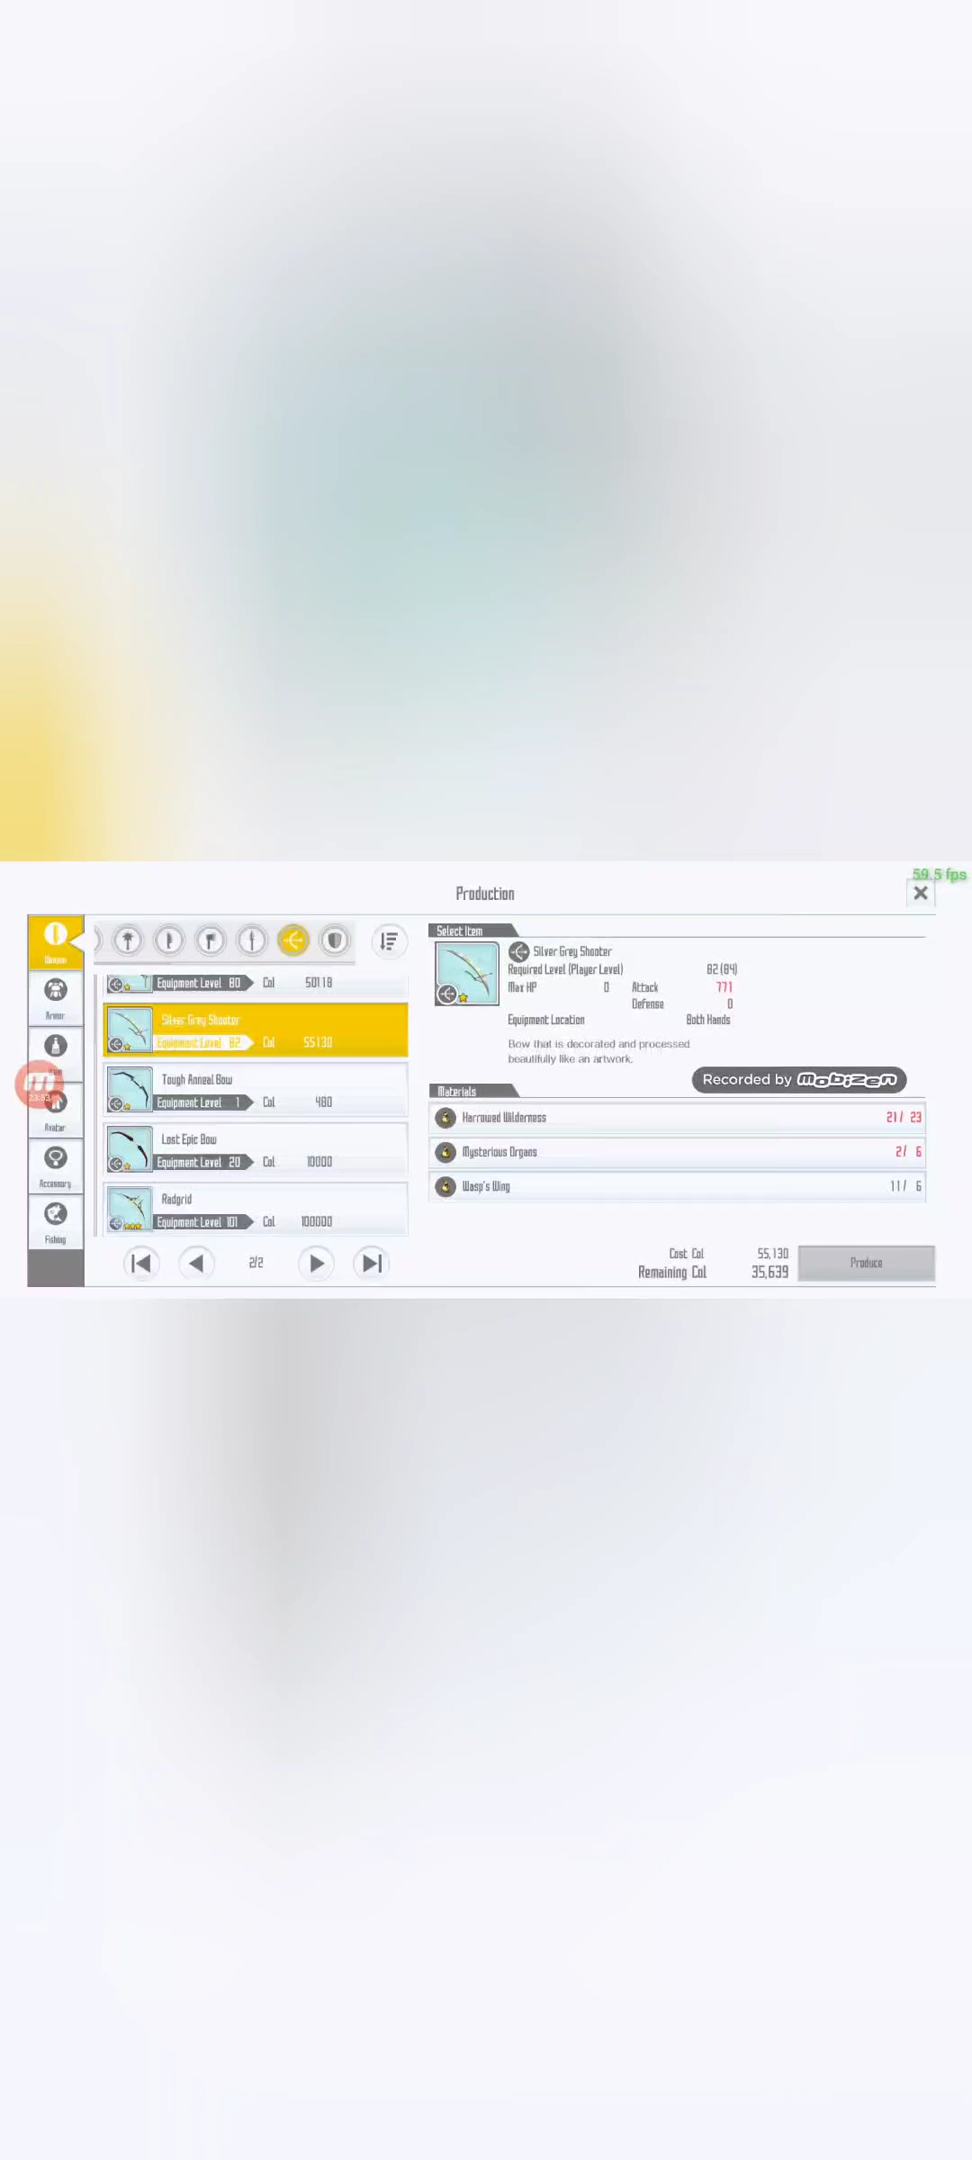 59.5 fps
Production
Weapon
Armor
Avatar
Accessory
Fishing
23:53
Equipment Level 80 Col 50118
Silver Grey Shooter
Equipment Level 82 Col 55130
Tough Anneal Bow
Equipment Level 1 Col 480
Lost Epic Bow
Equipment Level 20 Col 10000
Radgrid
Equipment Level 101 Col 100000
2/2
Select Item
Silver Grey Shooter
Required Level (Player Level) 82(84)
Max HP 0 Attack 771
Defense 0
Equipment Location Both Hands
Bow that is decorated and processed
beautifully like an artwork.
Recorded by mobizen
Materials
Harrowed Wilderness 21/ 23
Mysterious Organs 2/ 6
Wasp's Wing 11/ 6
Cost Col 55,130
Remaining Col 35,639
Produce